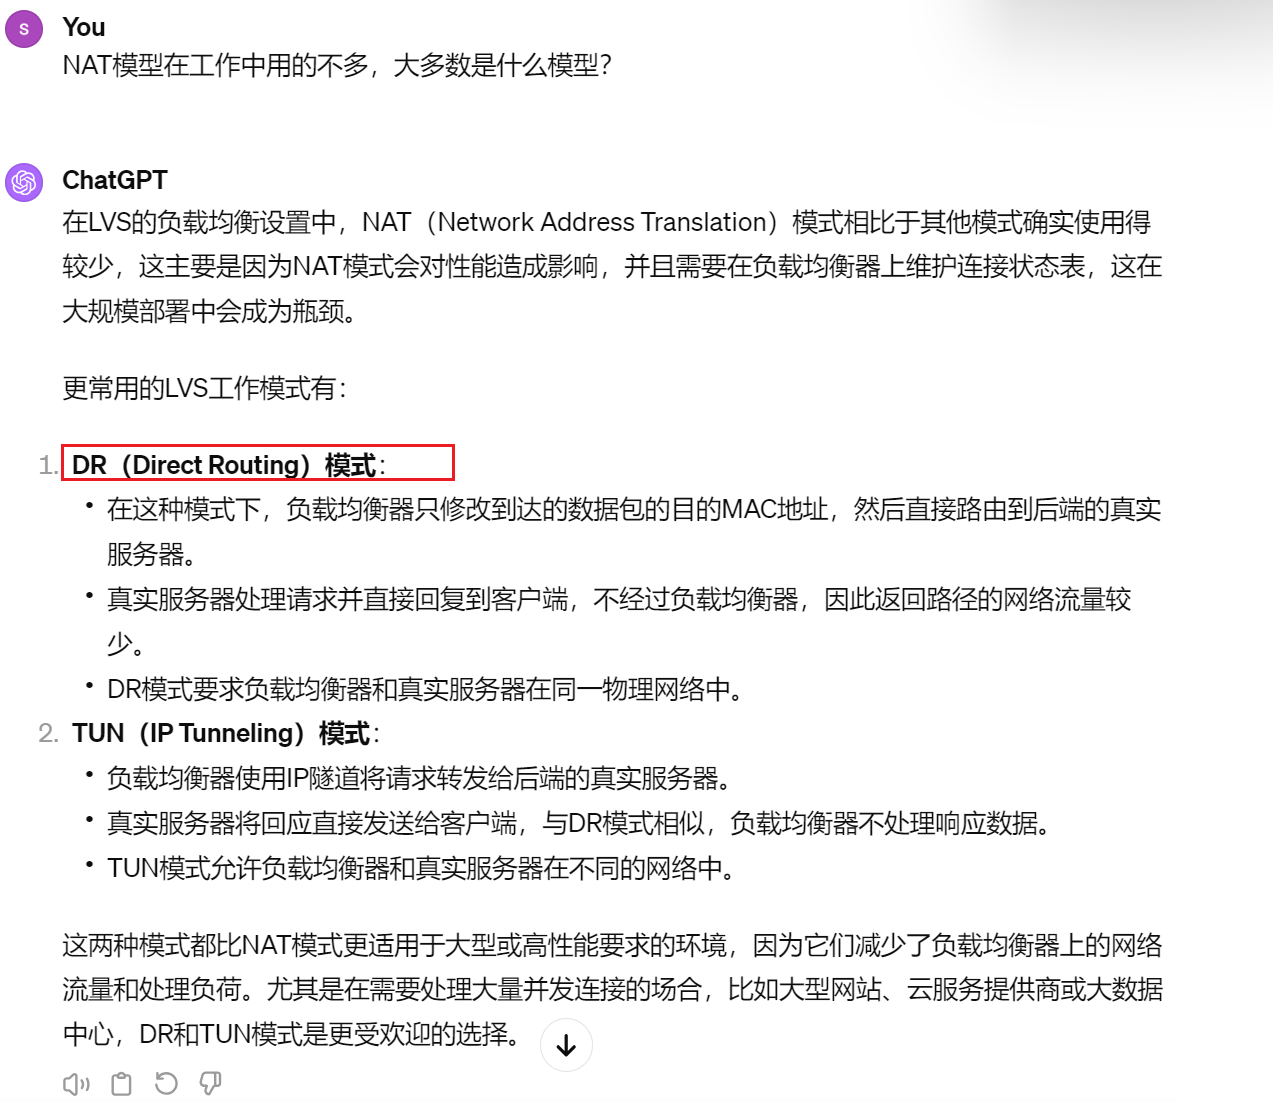 S
You
NAT模型在工作中用的不多，大多数是什么模型？
ChatGPT
在LVS的负载均衡设置中，NAT（Network Address Translation）模式相比于其他模式确实使用得
较少，这主要是因为NAT模式会对性能造成影响，并且需要在负载均衡器上维护连接状态表，这在
大规模部署中会成为瓶颈。
更常用的LVS工作模式有：
1. DR（Direct Routing）模式：
• 在这种模式下，负载均衡器只修改到达的数据包的目的MAC地址，然后直接路由到后端的真实
服务器。
• 真实服务器处理请求并直接回复到客户端，不经过负载均衡器，因此返回路径的网络流量较
少。
• DR模式要求负载均衡器和真实服务器在同一物理网络中。
2. TUN（IP Tunneling）模式：
• 负载均衡器使用IP隧道将请求转发给后端的真实服务器。
• 真实服务器将回应直接发送给客户端，与DR模式相似，负载均衡器不处理响应数据。
• TUN模式允许负载均衡器和真实服务器在不同的网络中。
这两种模式都比NAT模式更适用于大型或高性能要求的环境，因为它们减少了负载均衡器上的网络
流量和处理负荷。尤其是在需要处理大量并发连接的场合，比如大型网站、云服务提供商或大数据
中心，DR和TUN模式是更受欢迎的选择。